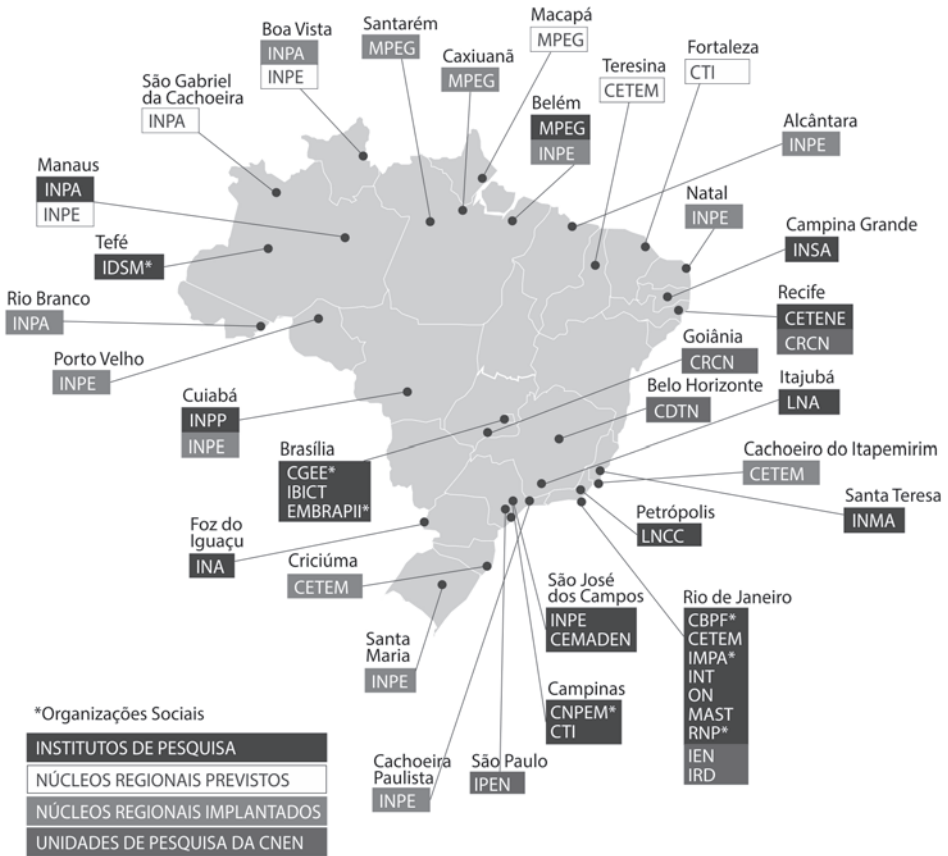 Boa Vista
INPA
INPE
Santarém
MPEG
Macapá
MPEG
Caxiuanã
MPEG
Teresina
CETEM
Fortaleza
CTI
São Gabriel
da Cachoeira
INPA
Belém
MPEG
INPE
Alcântara
INPE
Manaus
INPA
INPE
Natal
INPE
Tefé
IDSM*
Campina Grande
INSA
Rio Branco
INPA
Recife
CETENE
CRCN
Porto Velho
INPE
Goiânia
CRCN
Itajubá
LNA
Cuiabá
INPP
INPE
Belo Horizonte
CDTN
Brasília
CGEE*
IBICT
EMBRAPII*
Cachoeiro do Itapemirim
CETEM
Santa Teresa
INMA
Petrópolis
LNCC
Foz do
Iguaçu
INA
Criciúma
CETEM
São José
dos Campos
INPE
CEMADEN
Rio de Janeiro
CBPF*
CETEM
IMPA*
INT
ON
MAST
RNP*
IEN
IRD
Santa
Maria
INPE
Campinas
CNPEM*
CTI
Cachoeira
Paulista
INPE
São Paulo
IPEN
*Organizações Sociais
INSTITUTOS DE PESQUISA
NÚCLEOS REGIONAIS PREVISTOS
NÚCLEOS REGIONAIS IMPLANTADOS
UNIDADES DE PESQUISA DA CNEN